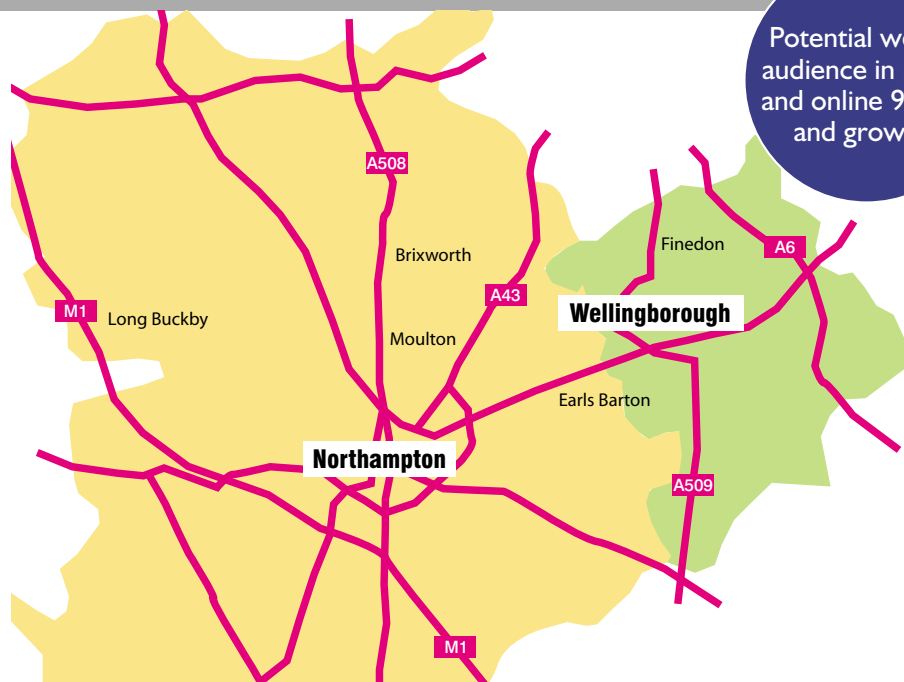 Potential
audience in
and online 9
and grow
A508
Brixworth
Finedon
A6
A43
M1
Long Buckby
Wellingborough
Moulton
Earls Barton
Northampton
A509
M1